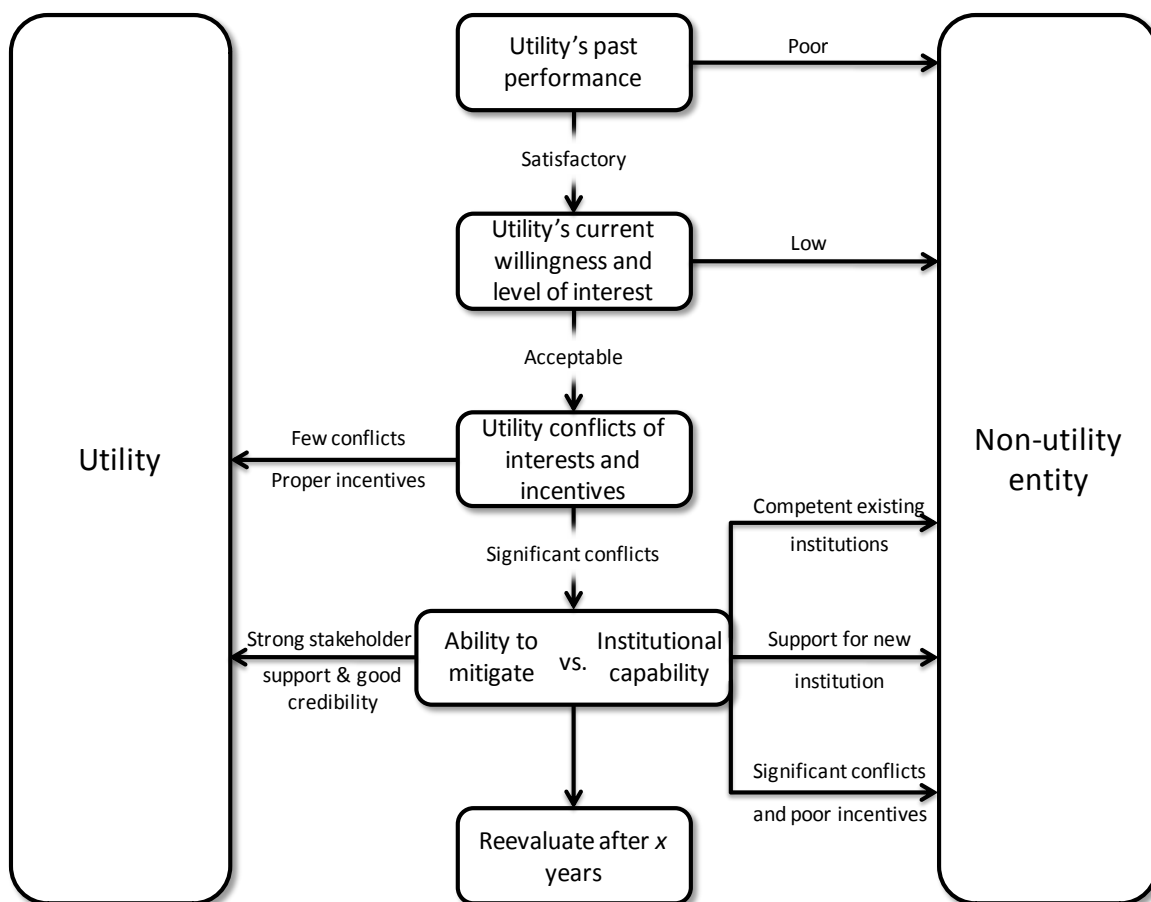 Utility's past
performance
Poor
Satisfactory
Utility's current
willingness and
level of interest
Low
Acceptable
Utility
Few conflicts
Proper incentives
Utility conflicts of
interests and
incentives
Non-utility
entity
Significant conflicts
Competent existing
institutions
Strong stakeholder
support & good
credibility
Ability to
mitigate
vs.
Institutional
capability
Support for new
institution
Significant conflicts
and poor incentives
Reevaluate after x
years